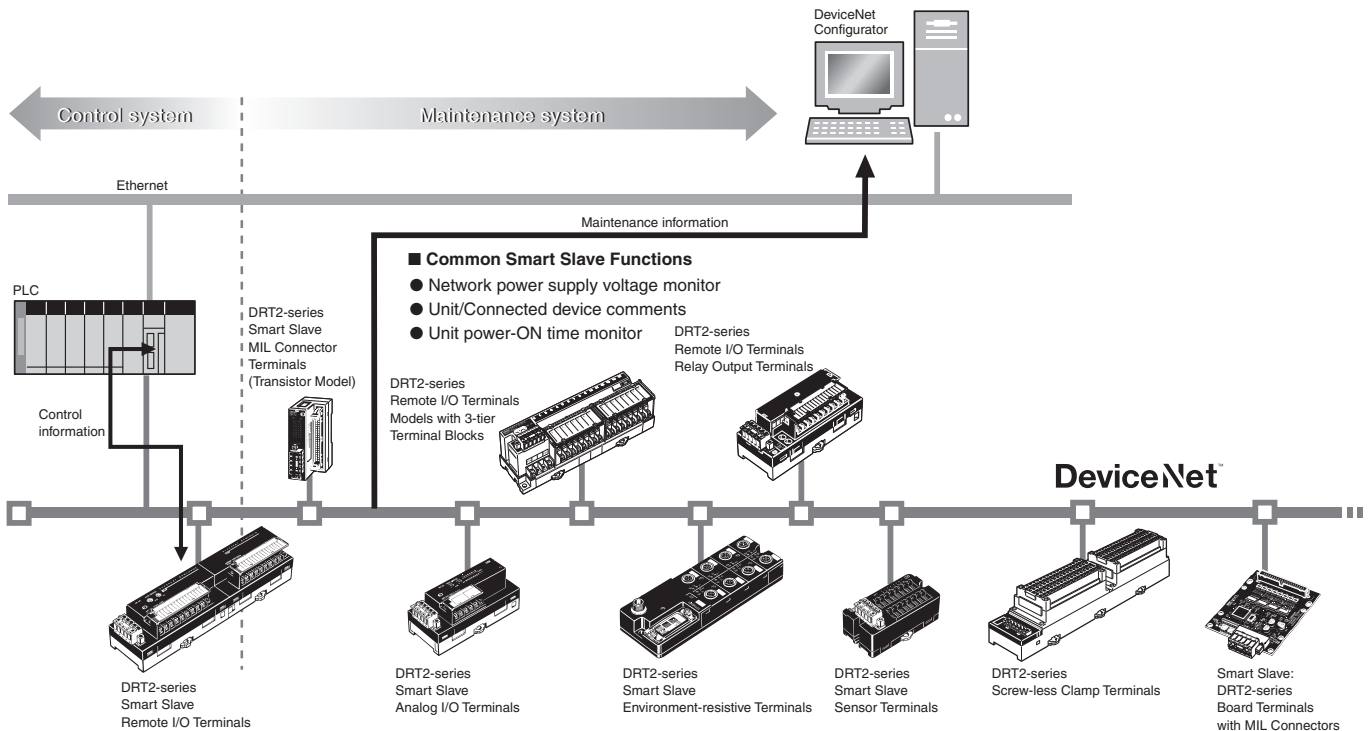 DeviceNet
Configurator
Control system
Maintenance system
Ethernet
Maintenance information
■ Common Smart Slave Functions
● Network power supply voltage monitor
● Unit/Connected device comments
● Unit power-ON time monitor
PLC
DRT2-series
Smart Slave
MIL Connector
Terminals
(Transistor Model)
DRT2-series
Remote I/O Terminals
Models with 3-tier
Terminal Blocks
DRT2-series
Remote I/O Terminals
Relay Output Terminals
Control
information
DeviceNet™
DRT2-series
Smart Slave
Remote I/O Terminals
DRT2-series
Smart Slave
Analog I/O Terminals
DRT2-series
Smart Slave
Environment-resistive Terminals
DRT2-series
Smart Slave
Sensor Terminals
DRT2-series
Screw-less Clamp Terminals
Smart Slave:
DRT2-series
Board Terminals
with MIL Connectors